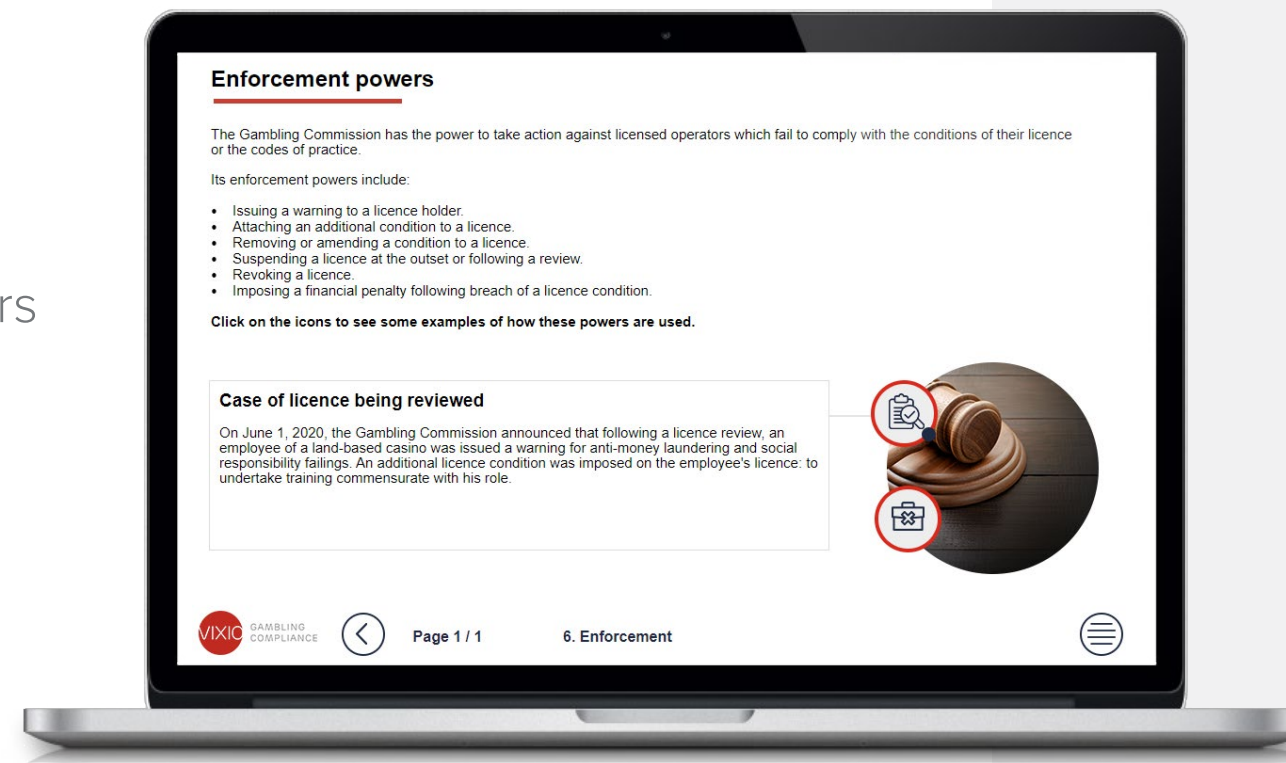 Enforcement powers
The Gambling Commission has the power to take action against licensed operators which fail to comply with the conditions of their licence
or the codes of practice.
Its enforcement powers include:
• Issuing a warning to a licence holder.
• Attaching an additional condition to a licence.
• Removing or amending a condition to a licence.
• Suspending a licence at the outset or following a review.
• Revoking a licence.
• Imposing a financial penalty following breach of a licence condition.
rs
Click on the icons to see some examples of how these powers are used.
Case of licence being reviewed
On June 1, 2020, the Gambling Commission announced that following a licence review, an
employee of a land-based casino was issued a warning for anti-money laundering and social
responsibility failings. An additional licence condition was imposed on the employee's licence: to
undertake training commensurate with his role.
VIXIO GAMBLING
COMPLIANCE
Page 1 / 1
6. Enforcement